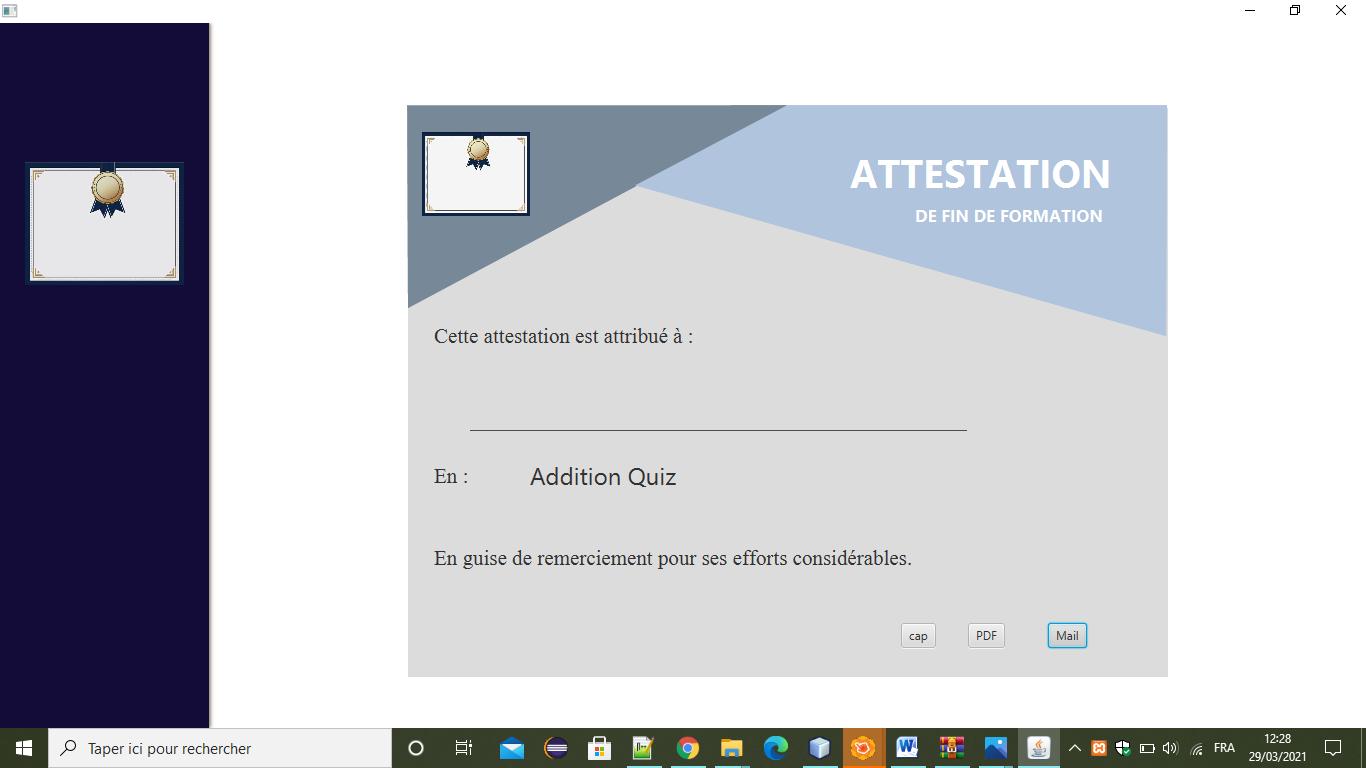 ATTESTATION
DE FIN DE FORMATION
Cette attestation est attribué à :
En : Addition Quiz
En guise de remerciement pour ses efforts considérables.
cap PDF Mail
Taper ici pour rechercher
FRA
12:28
29/03/2021